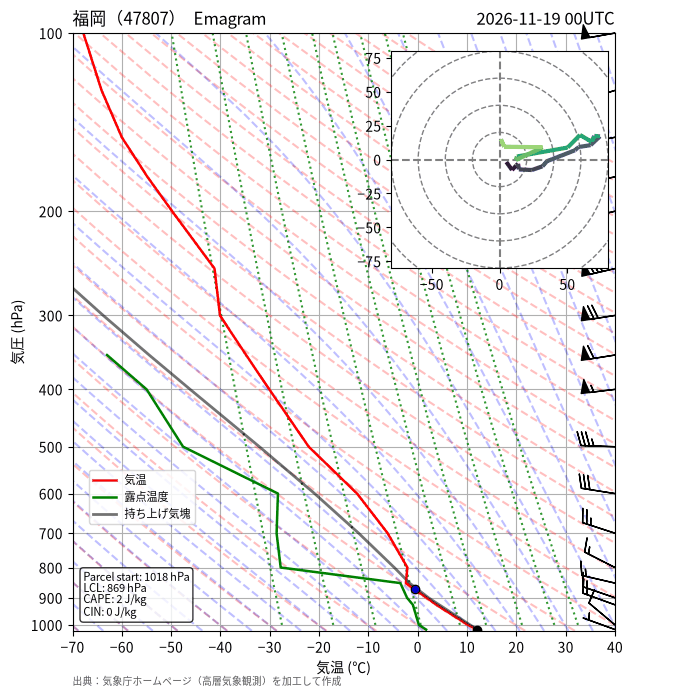 福岡（47807） Emagram
2026-11-19 00UTC
100
200
300
400
500
600
700
800
900
1000
気圧 (hPa)
75
50
25
0
−25
−50
−75
−50
0
50
気温
露点温度
持ち上げ気塊
Parcel start: 1018 hPa
LCL: 869 hPa
CAPE: 2 J/kg
CIN: 0 J/kg
−70
−60
−50
−40
−30
−20
−10
0
10
20
30
40
気温 (°C)
出典：気象庁ホームページ（高層気象観測）を加工して作成